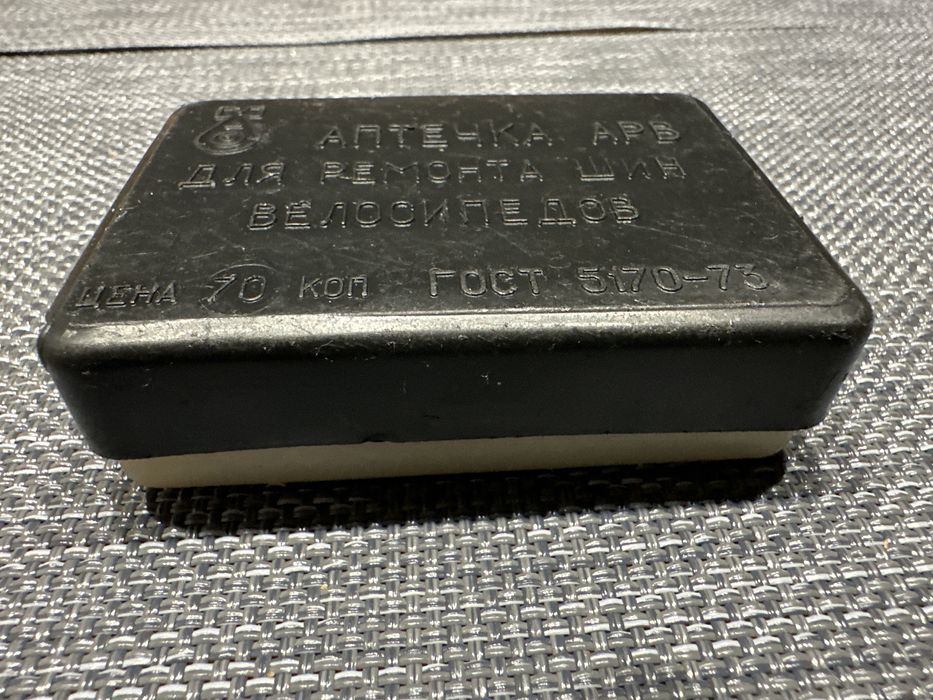 АПТЕЧКА АРВ
ДЛЯ РЕМОНТА ШИН
ВЕЛОСИПЕДОВ
ЦЕНА 70 КОП ГОСТ 5170-73